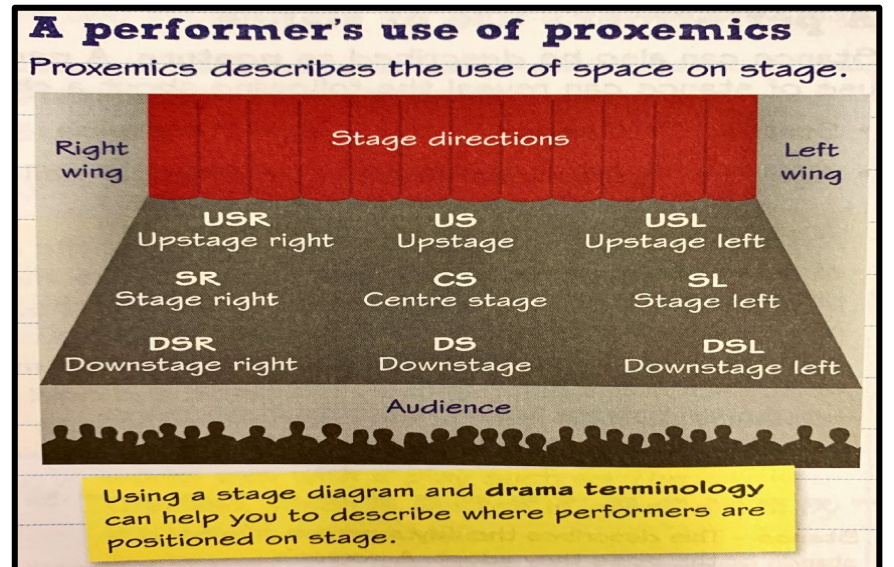 A performer's use of proxemics
Proxemics describes the use of space on stage.
Stage directions
Right
wing
Left
wing
USR
Upstage right
US
Upstage
USL
Upstage left
SR
Stage right
CS
Centre stage
SL
Stage left
DSR
Downstage right
DS
Downstage
DSL
Downstage left
Audience
Using a stage diagram and drama terminology
can help you to describe where performers are
positioned on stage.